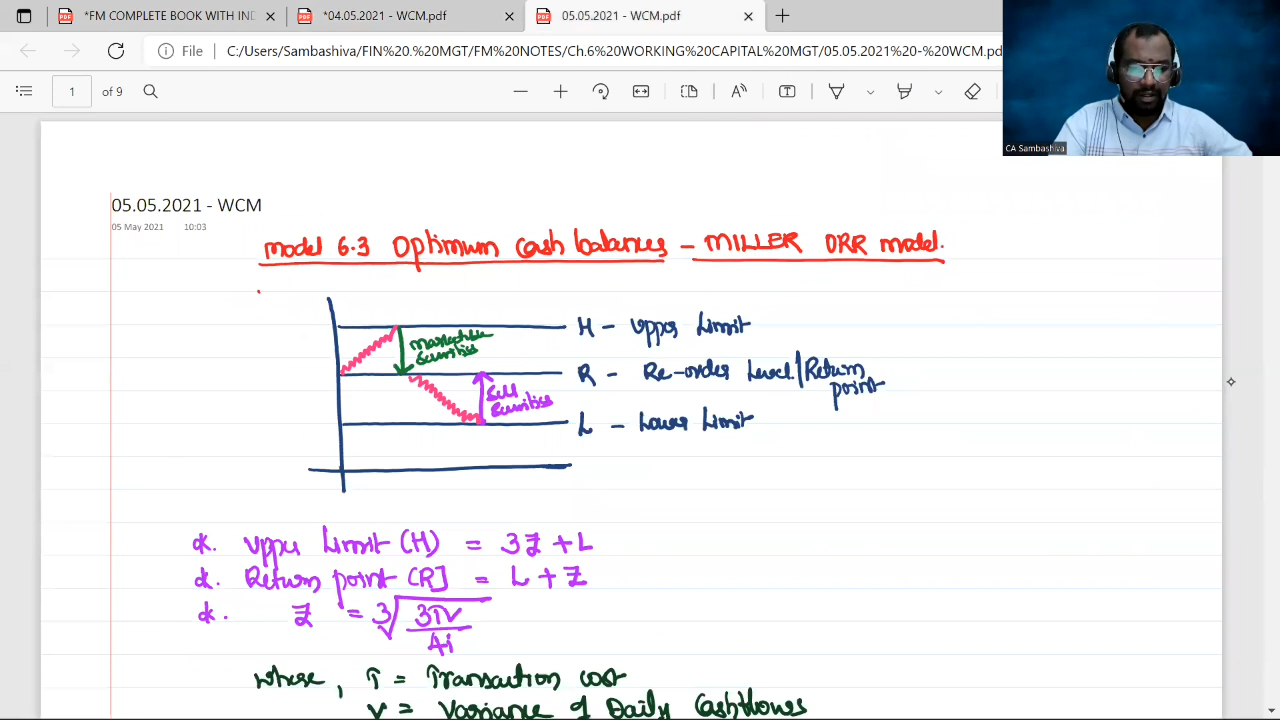 *FM COMPLETE BOOK WITH IND
*04.05.2021 - WCM.pdf
05.05.2021 - WCM.pdf
File
C:/Users/Sambashiva/FIN%20.%20MGT/FM%20NOTES/Ch.6%20WORKING%20CAPITAL%20MGT/05.05.2021%20-%20WCM.pd
1 of 9
CA Sambashiva
05.05.2021 - WCM
05 May 2021 10:03
Model 6.3 Optimum Cash balances - MILLER ORR model.
H - Upper Limit
Marketable Securities
R - Re-order Level/Return point
Sell Securities
L - Lower Limit
*. Upper Limit (H) = 3Z + L
*. Return point (R] = L + Z
*. Z = 3√ 3TV
4i
where, T = Transaction cost
V = Variance of Daily Cashflows